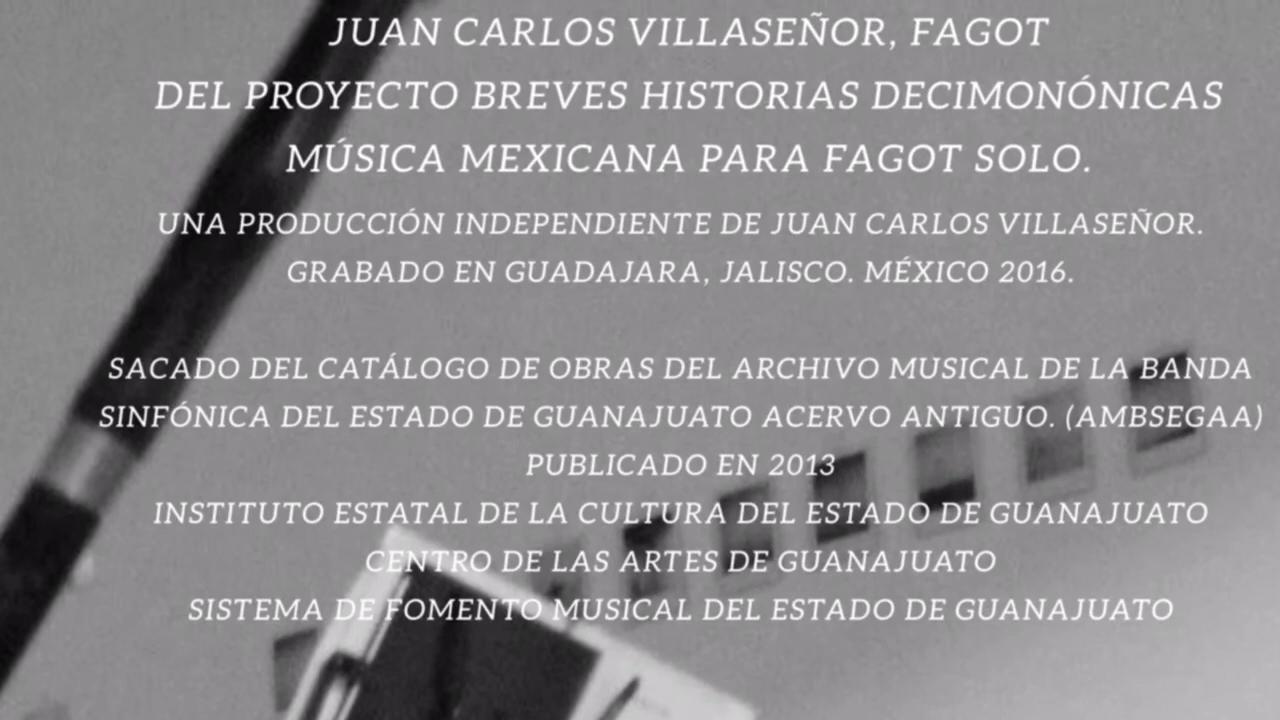 JUAN CARLOS VILLASEÑOR, FAGOT
DEL PROYECTO BREVES HISTORIAS DECIMONÓNICAS
MÚSICA MEXICANA PARA FAGOT SOLO.
UNA PRODUCCIÓN INDEPENDIENTE DE JUAN CARLOS VILLASEÑOR.
GRABADO EN GUADAJARA, JALISCO. MÉXICO 2016.
SACADO DEL CATÁLOGO DE OBRAS DEL ARCHIVO MUSICAL DE LA BANDA
SINFÓNICA DEL ESTADO DE GUANAJUATO ACERVO ANTIGUO. (AMBSEGAA)
PUBLICADO EN 2013
INSTITUTO ESTATAL DE LA CULTURA DEL ESTADO DE GUANAJUATO
CENTRO DE LAS ARTES DE GUANAJUATO
SISTEMA DE FOMENTO MUSICAL DEL ESTADO DE GUANAJUATO